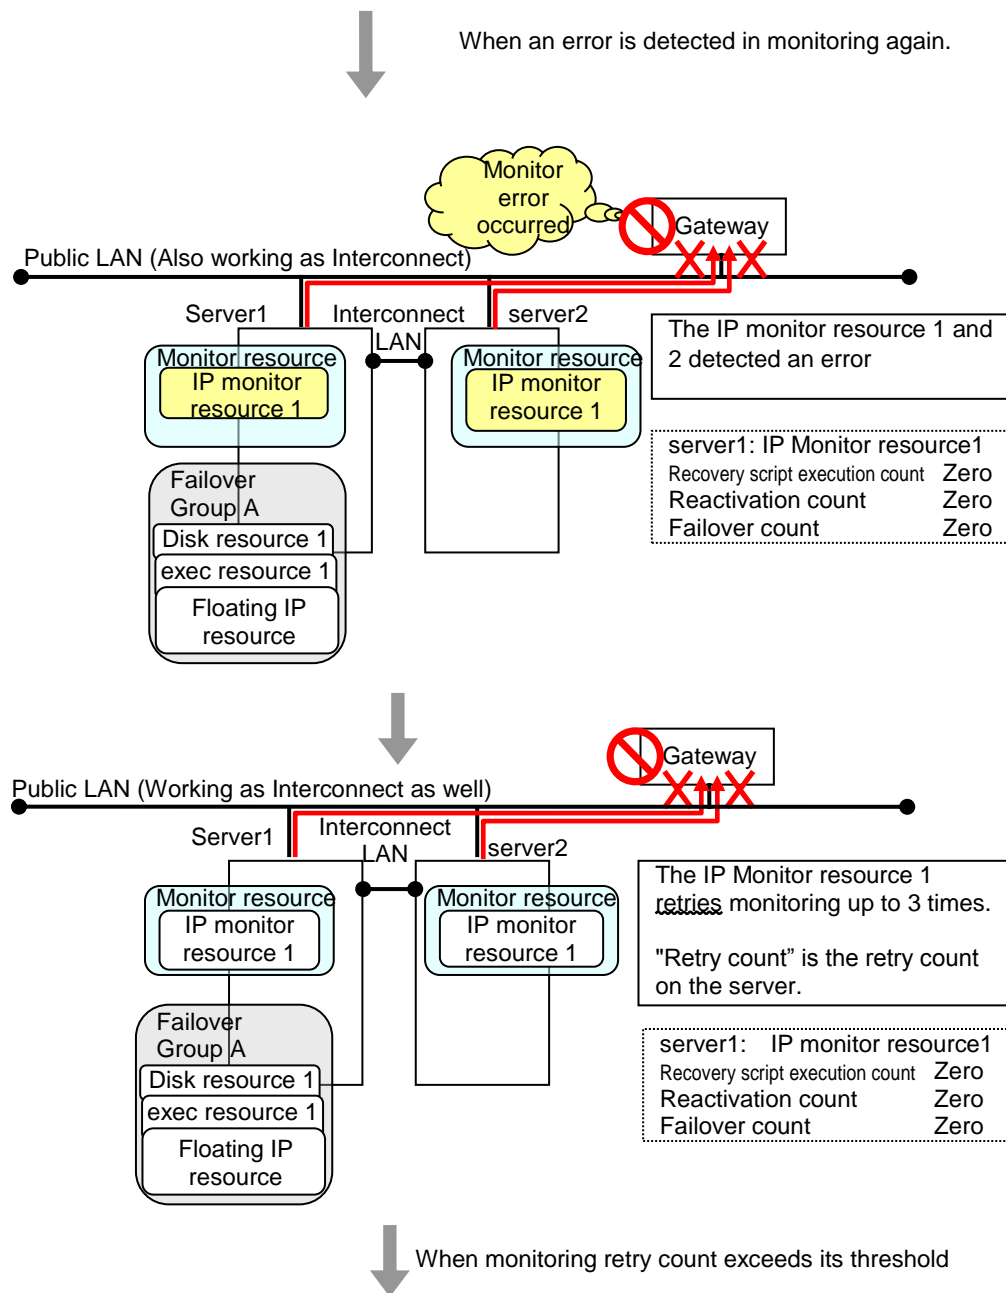 When an error is detected in monitoring again.
Monitor
error
occurred
Gateway
Public LAN (Also working as Interconnect)
Server1
Interconnect
LAN
server2
Monitor resource
IP monitor
resource 1
Monitor resource
IP monitor
resource 1
The IP monitor resource 1 and
2 detected an error
server1: IP Monitor resource1
Recovery script execution count Zero
Reactivation count Zero
Failover count Zero
Failover
Group A
Disk resource 1
exec resource 1
Floating IP
resource
Gateway
Public LAN (Working as Interconnect as well)
Server1
Interconnect
LAN
server2
Monitor resource
IP monitor
resource 1
Monitor resource
IP monitor
resource 1
The IP Monitor resource 1
retries monitoring up to 3 times.
"Retry count” is the retry count
on the server.
server1: IP monitor resource1
Recovery script execution count Zero
Reactivation count Zero
Failover count Zero
Failover
Group A
Disk resource 1
exec resource 1
Floating IP
resource
When monitoring retry count exceeds its threshold